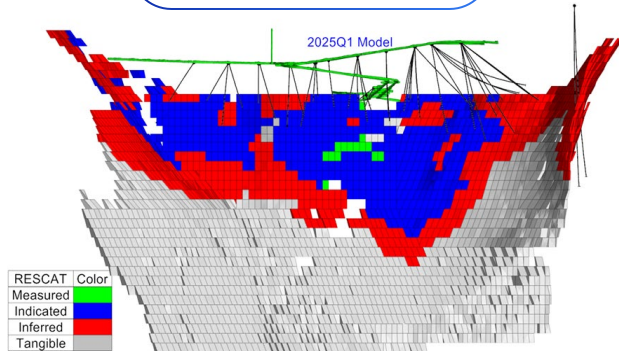 2025Q1 Model
RESCAT Color
Measured
Indicated
Inferred
Tangible